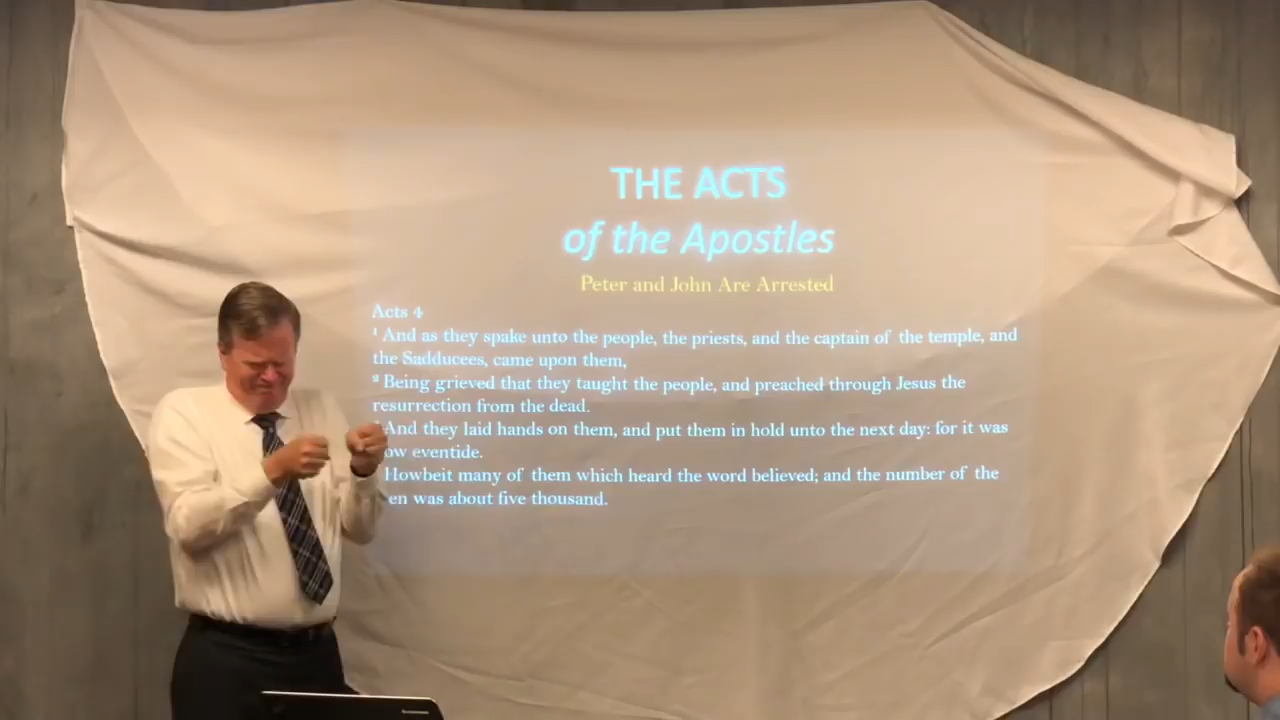 THE ACTS
of the Apostles
Peter and John Are Arrested
Acts 4
1 And as they spake unto the people, the priests, and the captain of the temple, and
the Sadducees, came upon them,
2 Being grieved that they taught the people, and preached through Jesus the
resurrection from the dead.
And they laid hands on them, and put them in hold unto the next day: for it was
ow eventide.
Howbeit many of them which heard the word believed; and the number of the
en was about five thousand.